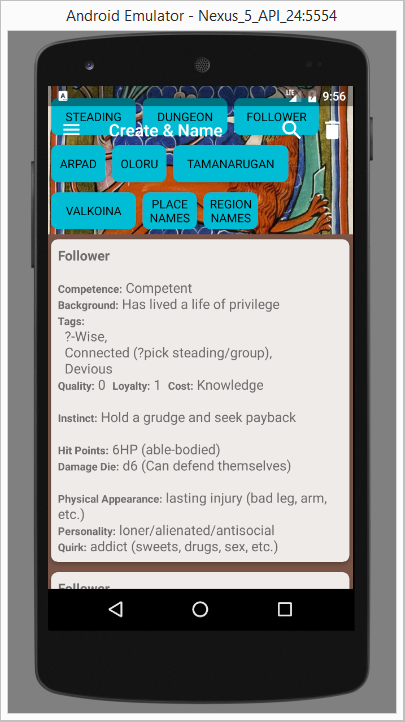 Android Emulator - Nexus_5_API_24:5554
A LTE 9:56
STEADING DUNGEON FOLLOWER
Create & Name
ARPAD OLORU TAMANARUGAN
VALKOINA PLACE NAMES REGION NAMES
Follower
Competence: Competent
Background: Has lived a life of privilege
Tags:
?-Wise,
Connected (?pick steading/group),
Devious
Quality: 0 Loyalty: 1 Cost: Knowledge
Instinct: Hold a grudge and seek payback
Hit Points: 6HP (able-bodied)
Damage Die: d6 (Can defend themselves)
Physical Appearance: lasting injury (bad leg, arm,
etc.)
Personality: loner/alienated/antisocial
Quirk: addict (sweets, drugs, sex, etc.)
Follower